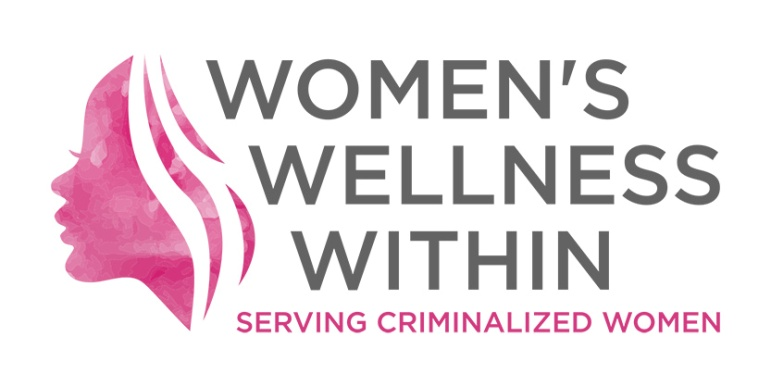 WOMEN'S
WELLNESS
WITHIN
SERVING CRIMINALIZED WOMEN